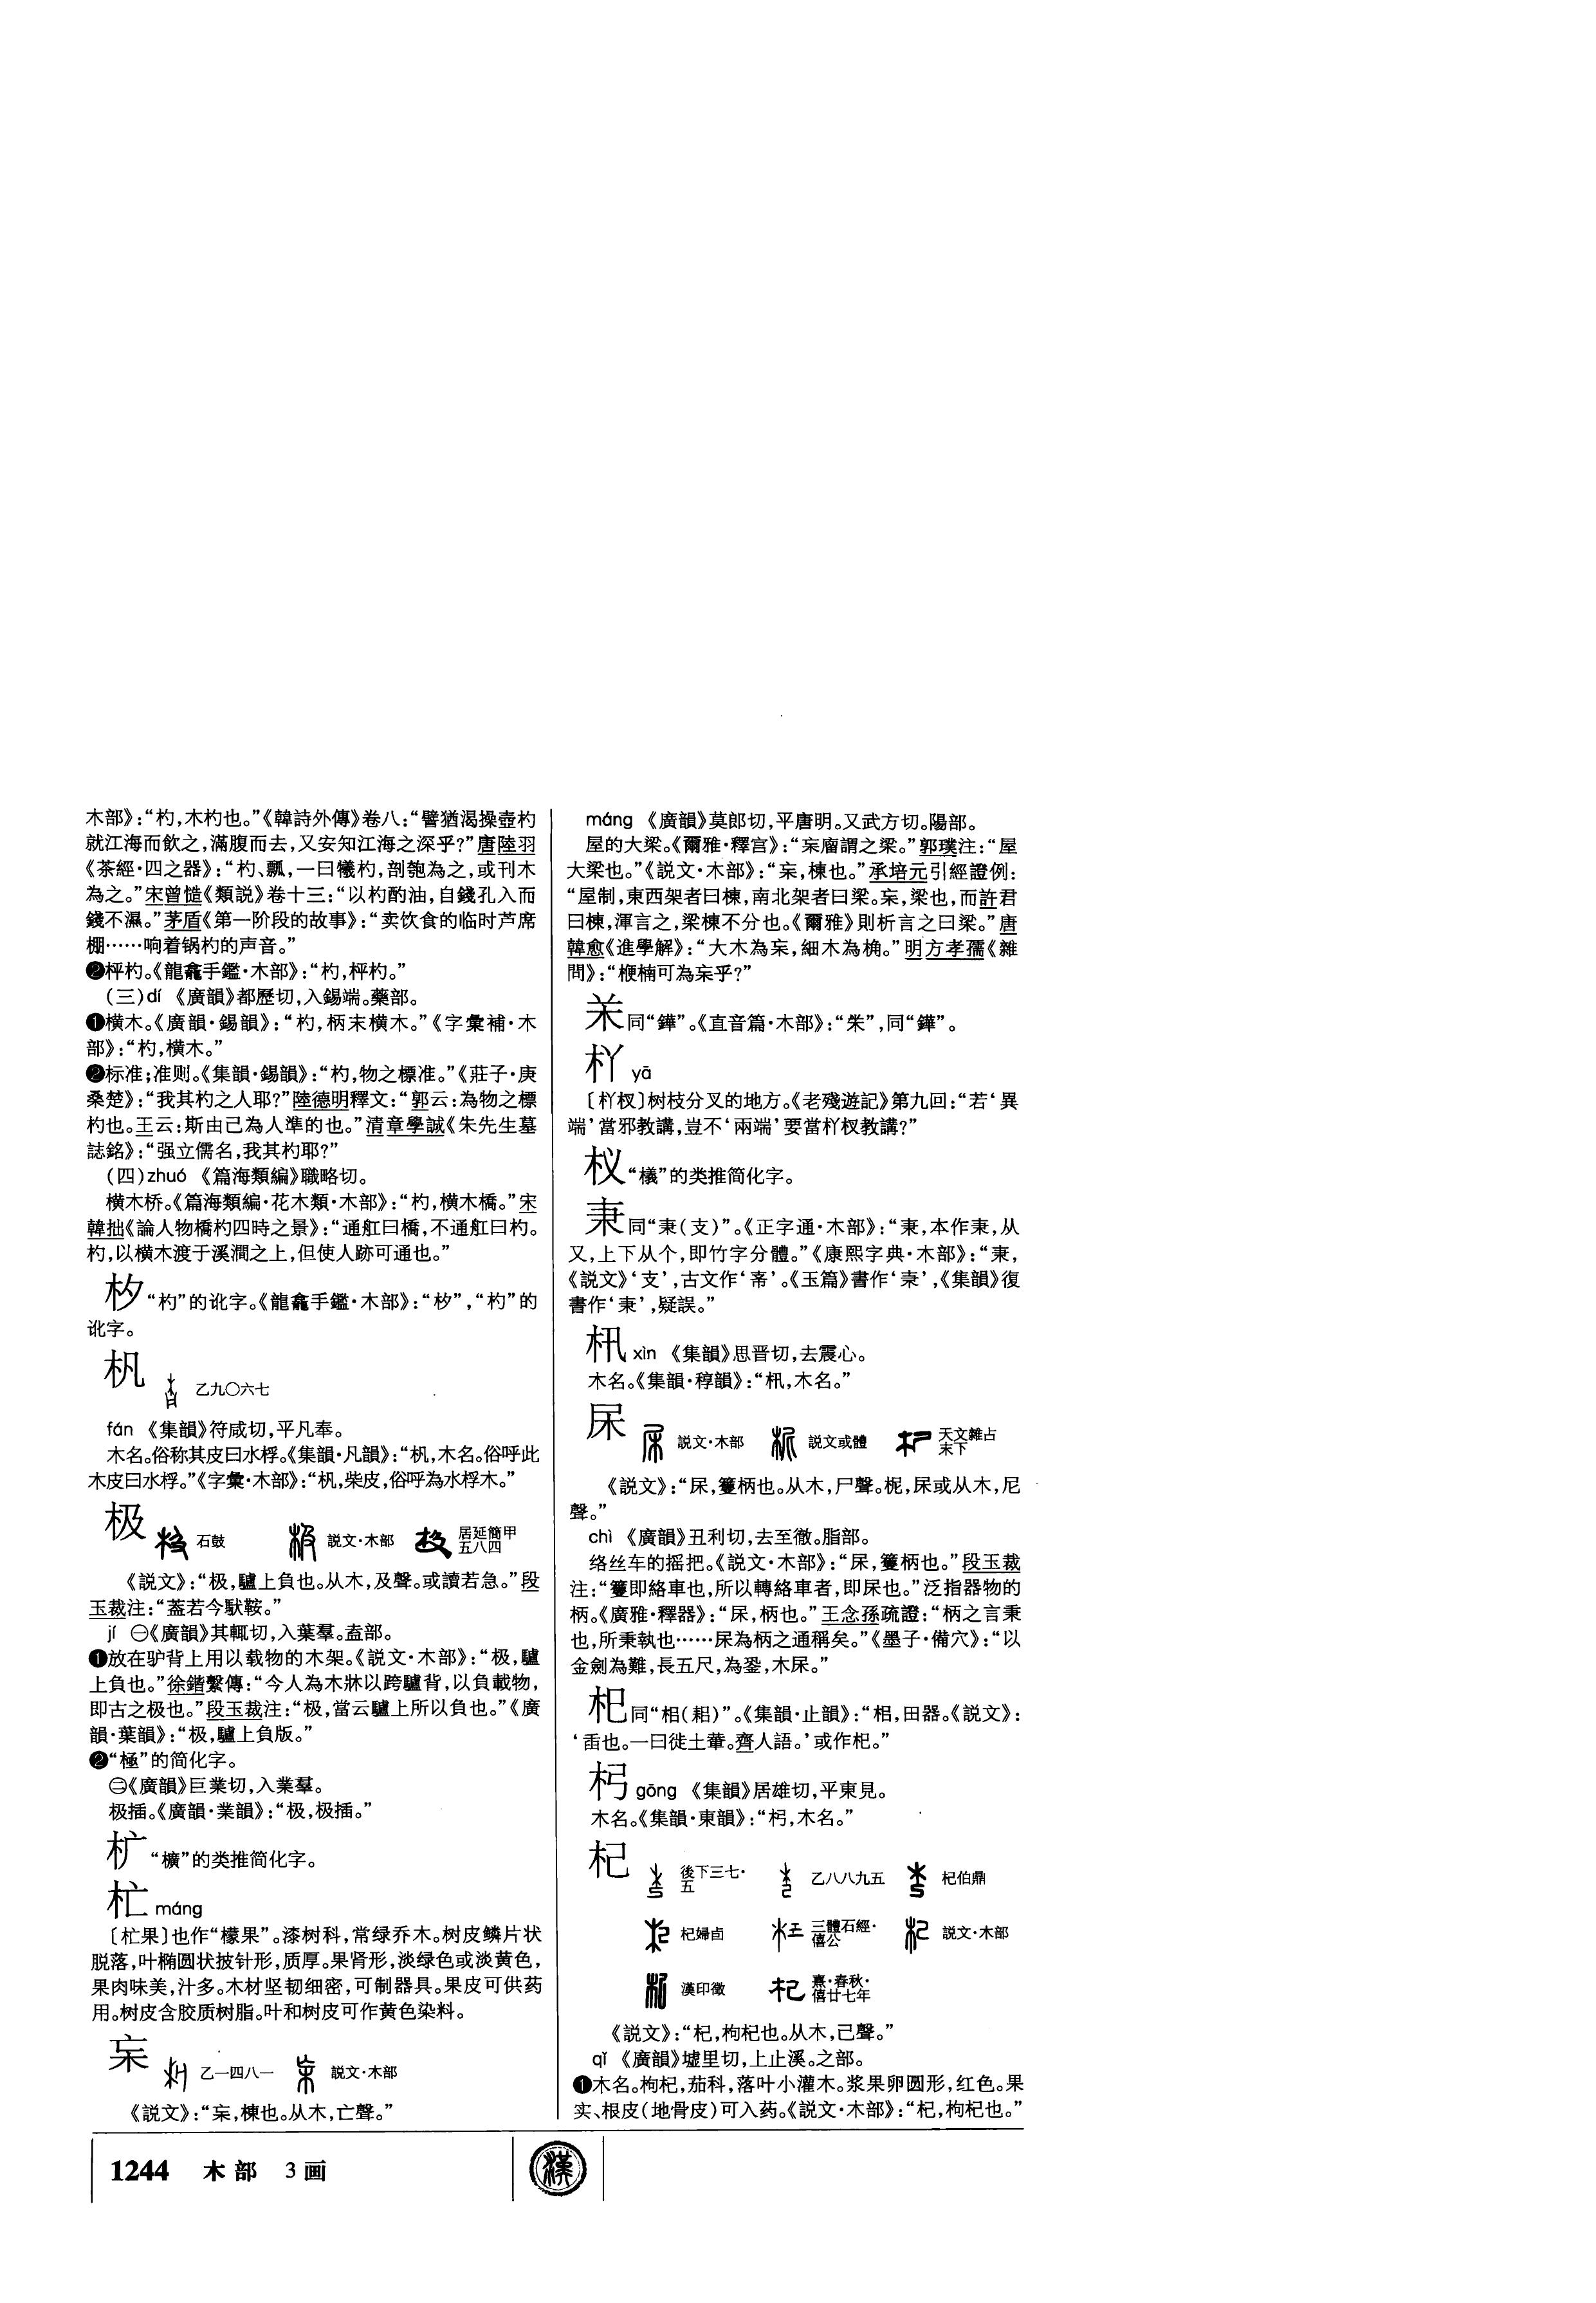 木部》：“杓，木杓也。”《韓詩外傳》卷八：“譬猶渴操壺杓
就江海而飲之，滿腹而去，又安知江海之深乎？”唐陸羽
《茶經·四之器》：“杓、瓢，一曰犧杓，剖匏為之，或刊木
為之。”宋曾慥《類説》卷十三：“以杓酌油，自錢孔入而
錢不濕。”茅盾《第一阶段的故事》：“卖饮食的临时芦席
棚……响着锅杓的声音。”
❷枰杓。《龍龕手鑑·木部》：“杓，枰杓。”
（三）dí 《廣韻》都歷切，入錫端。藥部。
❶横木。《廣韻·錫韻》：“杓，柄末横木。”《字彙補·木
部》：“杓，横木。”
❷标准；准则。《集韻·錫韻》：“杓，物之標准。”《莊子·庚
桑楚》：“我其杓之人耶？”陸德明釋文：“郭云：為物之標
杓也。王云：斯由己為人準的也。”清章學誠《朱先生墓
誌銘》：“强立儒名，我其杓耶？”
（四）zhuó 《篇海類編》職略切。
横木桥。《篇海類編·花木類·木部》：“杓，横木橋。”宋
韓拙《論人物橋杓四時之景》：“通舡曰橋，不通舡曰杓。
杓，以横木渡于溪澗之上，但使人跡可通也。”
“杓”的讹字。《龍龕手鑑·木部》：“”，“杓”的
讹字。
杋 乙九〇六七
fán 《集韻》符咸切，平凡奉。
木名。俗称其皮曰水桴。《集韻·凡韻》：“杋，木名。俗呼此
木皮曰水桴。”《字彙·木部》：“杋，柴皮，俗呼為水桴木。”
极 石鼓 説文·木部 居延簡甲五八四
《説文》：“极，驢上負也。从木，及聲。或讀若急。”段
玉裁注：“葢若今馱鞍。”
jí ㊀《廣韻》其輒切，入葉羣。盍部。
❶放在驴背上用以载物的木架。《説文·木部》：“极，驢
上負也。”徐鍇繫傳：“今人為木牀以跨驢背，以負載物，
即古之极也。”段玉裁注：“极，當云驢上所以負也。”《廣
韻·葉韻》：“极，驢上負版。”
❷“極”的简化字。
㊁《廣韻》巨業切，入業羣。
极插。《廣韻·業韻》：“极，极插。”
“櫎”的类推简化字。
杧 máng
〔杧果〕也作“檬果”。漆树科，常绿乔木。树皮鳞片状
脱落，叶椭圆状披针形，质厚。果肾形，淡绿色或淡黄色，
果肉味美，汁多。木材坚韧细密，可制器具。果皮可供药
用。树皮含胶质树脂。叶和树皮可作黄色染料。
杗 乙一四八一 説文·木部
《説文》：“杗，棟也。从木，亡聲。”
máng 《廣韻》莫郎切，平唐明。又武方切。陽部。
屋的大梁。《爾雅·釋宫》：“杗廇謂之梁。”郭璞注：“屋
大梁也。”《説文·木部》：“杗，棟也。”承培元引經證例：
“屋制，東西架者曰棟，南北架者曰梁。杗，梁也，而許君
曰棟，渾言之，梁棟不分也。《爾雅》則析言之曰梁。”唐
韓愈《進學解》：“大木為杗，細木為桷。”明方孝孺《雜
問》：“楩楠可為杗乎？”
同“鏵”。《直音篇·木部》：“”，同“鏵”。
枒 yā
〔枒杈〕树枝分叉的地方。《老殘遊記》第九回：“若‘異
端’當邪教講，豈不‘兩端’要當枒杈教講？”
“檥”的类推简化字。
同“（支）”。《正字通·木部》：“，本作，从
又，上下从个，即竹字分體。”《康熙字典·木部》：“，
《説文》‘支’，古文作‘’。《玉篇》書作‘’，《集韻》復
書作‘’，疑誤。”
xìn 《集韻》思晋切，去震心。
木名。《集韻·稕韻》：“，木名。”
杘 説文·木部 説文或體 天文雜占末下
《説文》：“杘，籆柄也。从木，尸聲。柅，杘或从木，尼
聲。”
chì 《廣韻》丑利切，去至徹。脂部。
络丝车的摇把。《説文·木部》：“杘，籆柄也。”段玉裁
注：“籆即絡車也，所以轉絡車者，即杘也。”泛指器物的
柄。《廣雅·釋器》：“杘，柄也。”王念孫疏證：“柄之言秉
也，所秉執也……杘為柄之通稱矣。”《墨子·備穴》：“以
金劍為難，長五尺，為銎，木杘。”
同“梠（耜）”。《集韻·止韻》：“梠，田器。《説文》：
‘臿也。一曰徙土輂。齊人語。’或作。”
杛 gōng 《集韻》居雄切，平東見。
木名。《集韻·東韻》：“杛，木名。”
杞 後下三七·五 乙八八九五 杞伯鼎
杞婦卣 三體石經·僖公 説文·木部
漢印徵 熹·春秋·僖廿七年
《説文》：“杞，枸杞也。从木，己聲。”
qǐ 《廣韻》墟里切，上止溪。之部。
❶木名。枸杞，茄科，落叶小灌木。浆果卵圆形，红色。果
实、根皮（地骨皮）可入药。《説文·木部》：“杞，枸杞也。”
1244 木部 3画
漢